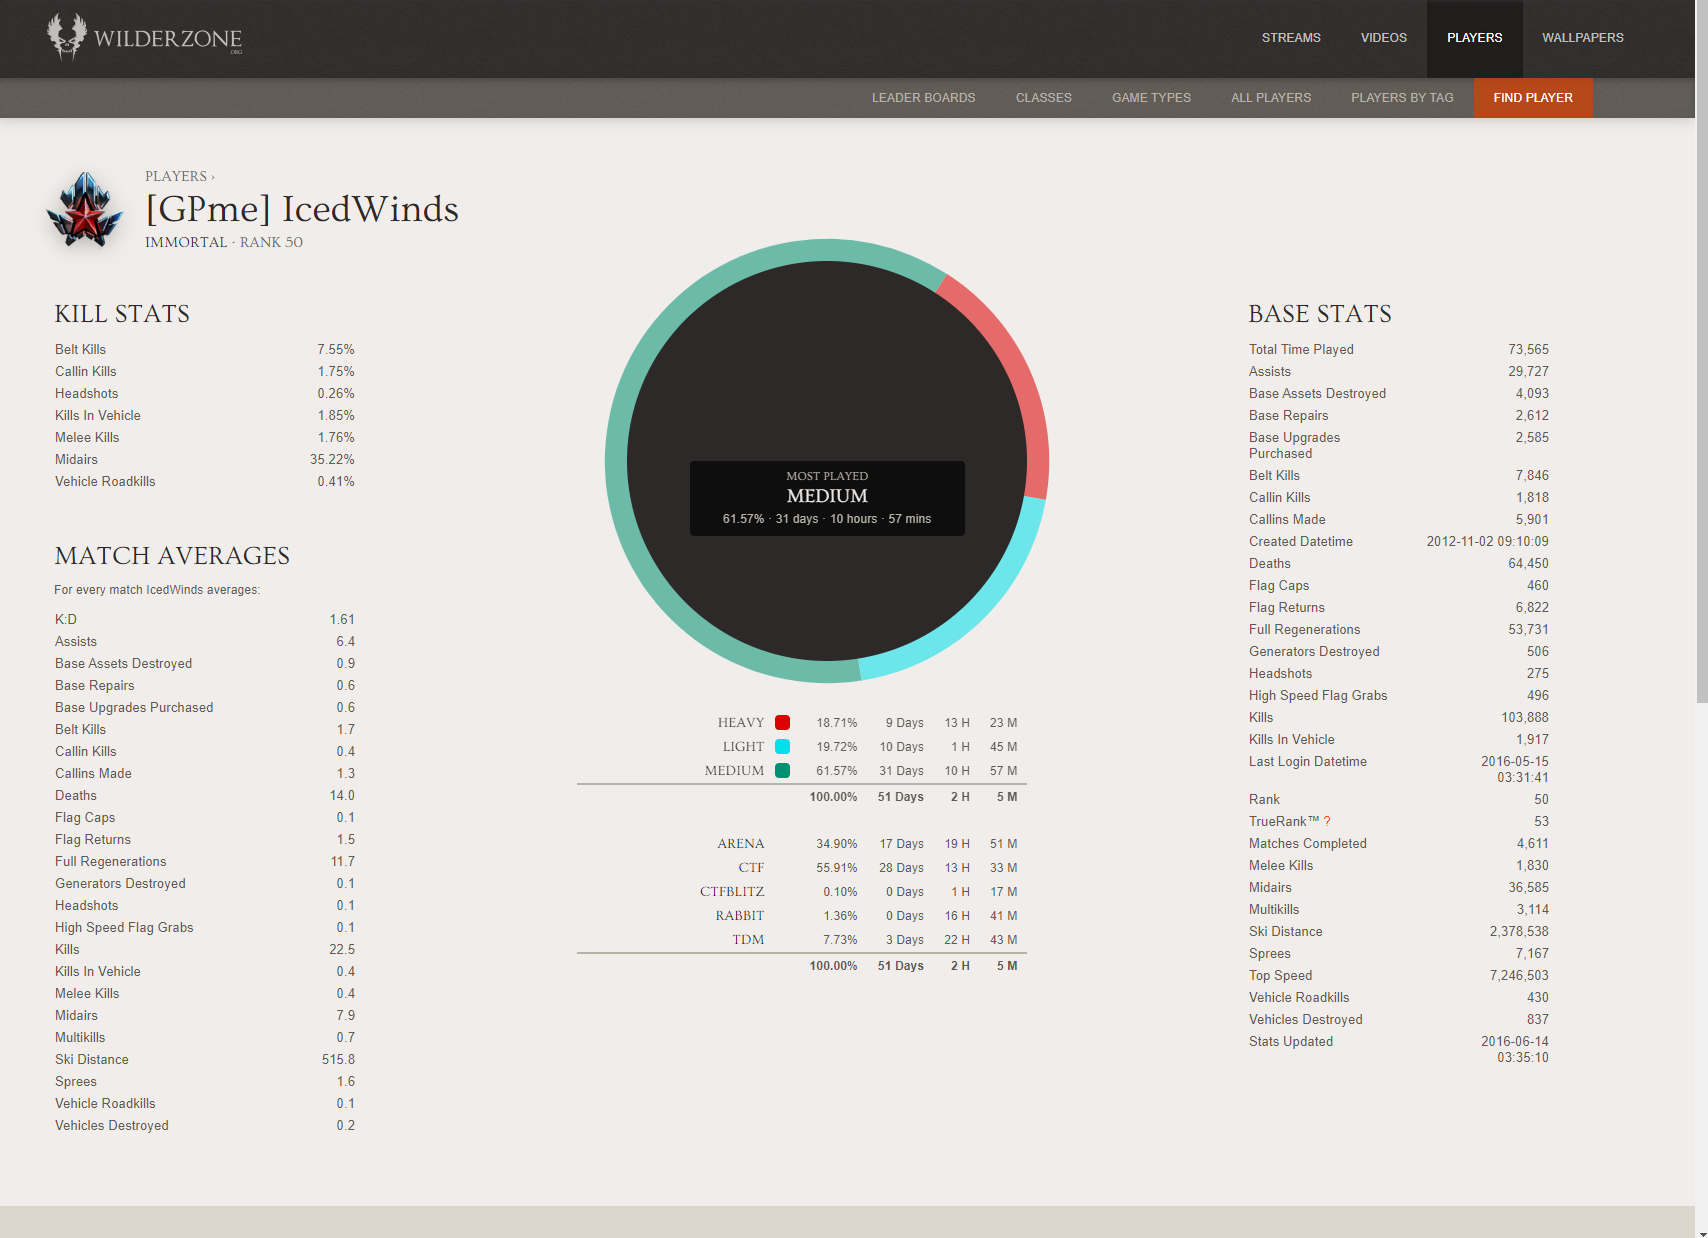 WILDERZONE
.ORG
STREAMS VIDEOS PLAYERS WALLPAPERS
LEADER BOARDS CLASSES GAME TYPES ALL PLAYERS PLAYERS BY TAG FIND PLAYER
PLAYERS ›
[GPme] IcedWinds
IMMORTAL · RANK 50
KILL STATS
Belt Kills 7.55%
Callin Kills 1.75%
Headshots 0.26%
Kills In Vehicle 1.85%
Melee Kills 1.76%
Midairs 35.22%
Vehicle Roadkills 0.41%
MATCH AVERAGES
For every match IcedWinds averages:
K:D 1.61
Assists 6.4
Base Assets Destroyed 0.9
Base Repairs 0.6
Base Upgrades Purchased 0.6
Belt Kills 1.7
Callin Kills 0.4
Callins Made 1.3
Deaths 14.0
Flag Caps 0.1
Flag Returns 1.5
Full Regenerations 11.7
Generators Destroyed 0.1
Headshots 0.1
High Speed Flag Grabs 0.1
Kills 22.5
Kills In Vehicle 0.4
Melee Kills 0.4
Midairs 7.9
Multikills 0.7
Ski Distance 515.8
Sprees 1.6
Vehicle Roadkills 0.1
Vehicles Destroyed 0.2
MOST PLAYED
MEDIUM
61.57% · 31 days · 10 hours · 57 mins
HEAVY 18.71% 9 Days 13 H 23 M
LIGHT 19.72% 10 Days 1 H 45 M
MEDIUM 61.57% 31 Days 10 H 57 M
100.00% 51 Days 2 H 5 M
ARENA 34.90% 17 Days 19 H 51 M
CTF 55.91% 28 Days 13 H 33 M
CTFBLITZ 0.10% 0 Days 1 H 17 M
RABBIT 1.36% 0 Days 16 H 41 M
TDM 7.73% 3 Days 22 H 43 M
100.00% 51 Days 2 H 5 M
BASE STATS
Total Time Played 73,565
Assists 29,727
Base Assets Destroyed 4,093
Base Repairs 2,612
Base Upgrades 2,585
Purchased
Belt Kills 7,846
Callin Kills 1,818
Callins Made 5,901
Created Datetime 2012-11-02 09:10:09
Deaths 64,450
Flag Caps 460
Flag Returns 6,822
Full Regenerations 53,731
Generators Destroyed 506
Headshots 275
High Speed Flag Grabs 496
Kills 103,888
Kills In Vehicle 1,917
Last Login Datetime 2016-05-15
03:31:41
Rank 50
TrueRank™ ? 53
Matches Completed 4,611
Melee Kills 1,830
Midairs 36,585
Multikills 3,114
Ski Distance 2,378,538
Sprees 7,167
Top Speed 7,246,503
Vehicle Roadkills 430
Vehicles Destroyed 837
Stats Updated 2016-06-14
03:35:10